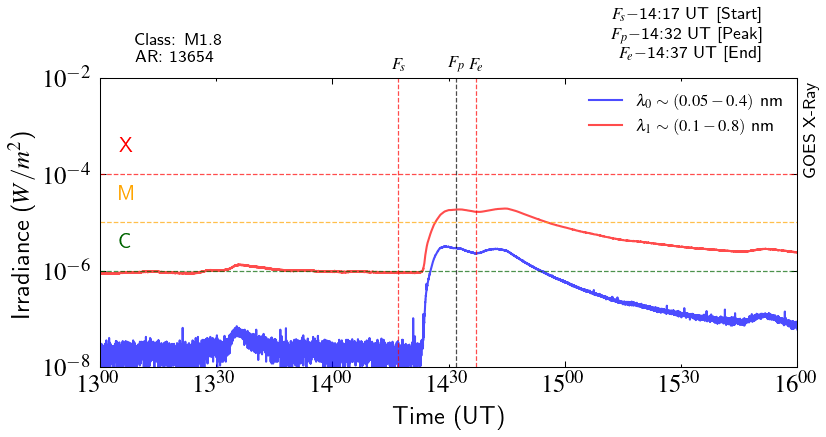 Class: M1.8
AR: 13654
F_s−14:17 UT [Start]
F_p−14:32 UT [Peak]
F_e−14:37 UT [End]
F_s F_p F_e
10^−2
10^−4
10^−6
10^−8
Irradiance (W/m^2)
X
M
C
λ_0 ∼ (0.05 − 0.4) nm
λ_1 ∼ (0.1 − 0.8) nm
GOES X-Ray
13^00 13^30 14^00 14^30 15^00 15^30 16^00
Time (UT)